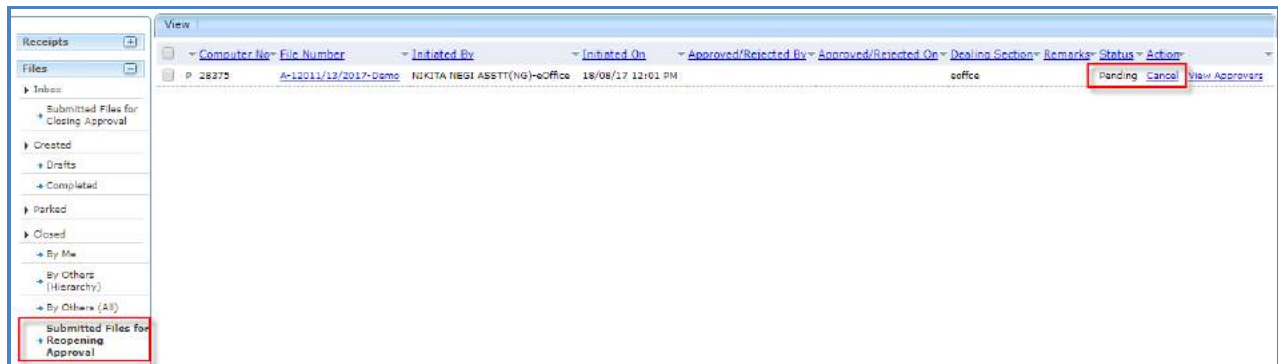 View
Receipts
Files
Inbox
Submitted Files for
Closing Approval
Created
Drafts
Completed
Parked
Closed
By Me
By Others
(Hierarchy)
By Others (All)
Submitted Files for
Reopening
Approval
Computer No File Number Initiated By Initiated On Approved/Rejected By Approved/Rejected On Dealing Section Remarks Status Action
P 28375 A-12011/13/2017-Demo NIKITA NEGI ASSTT(NG)-eOffice 18/08/17 12:01 PM eoffce Pending Cancel View Approvers